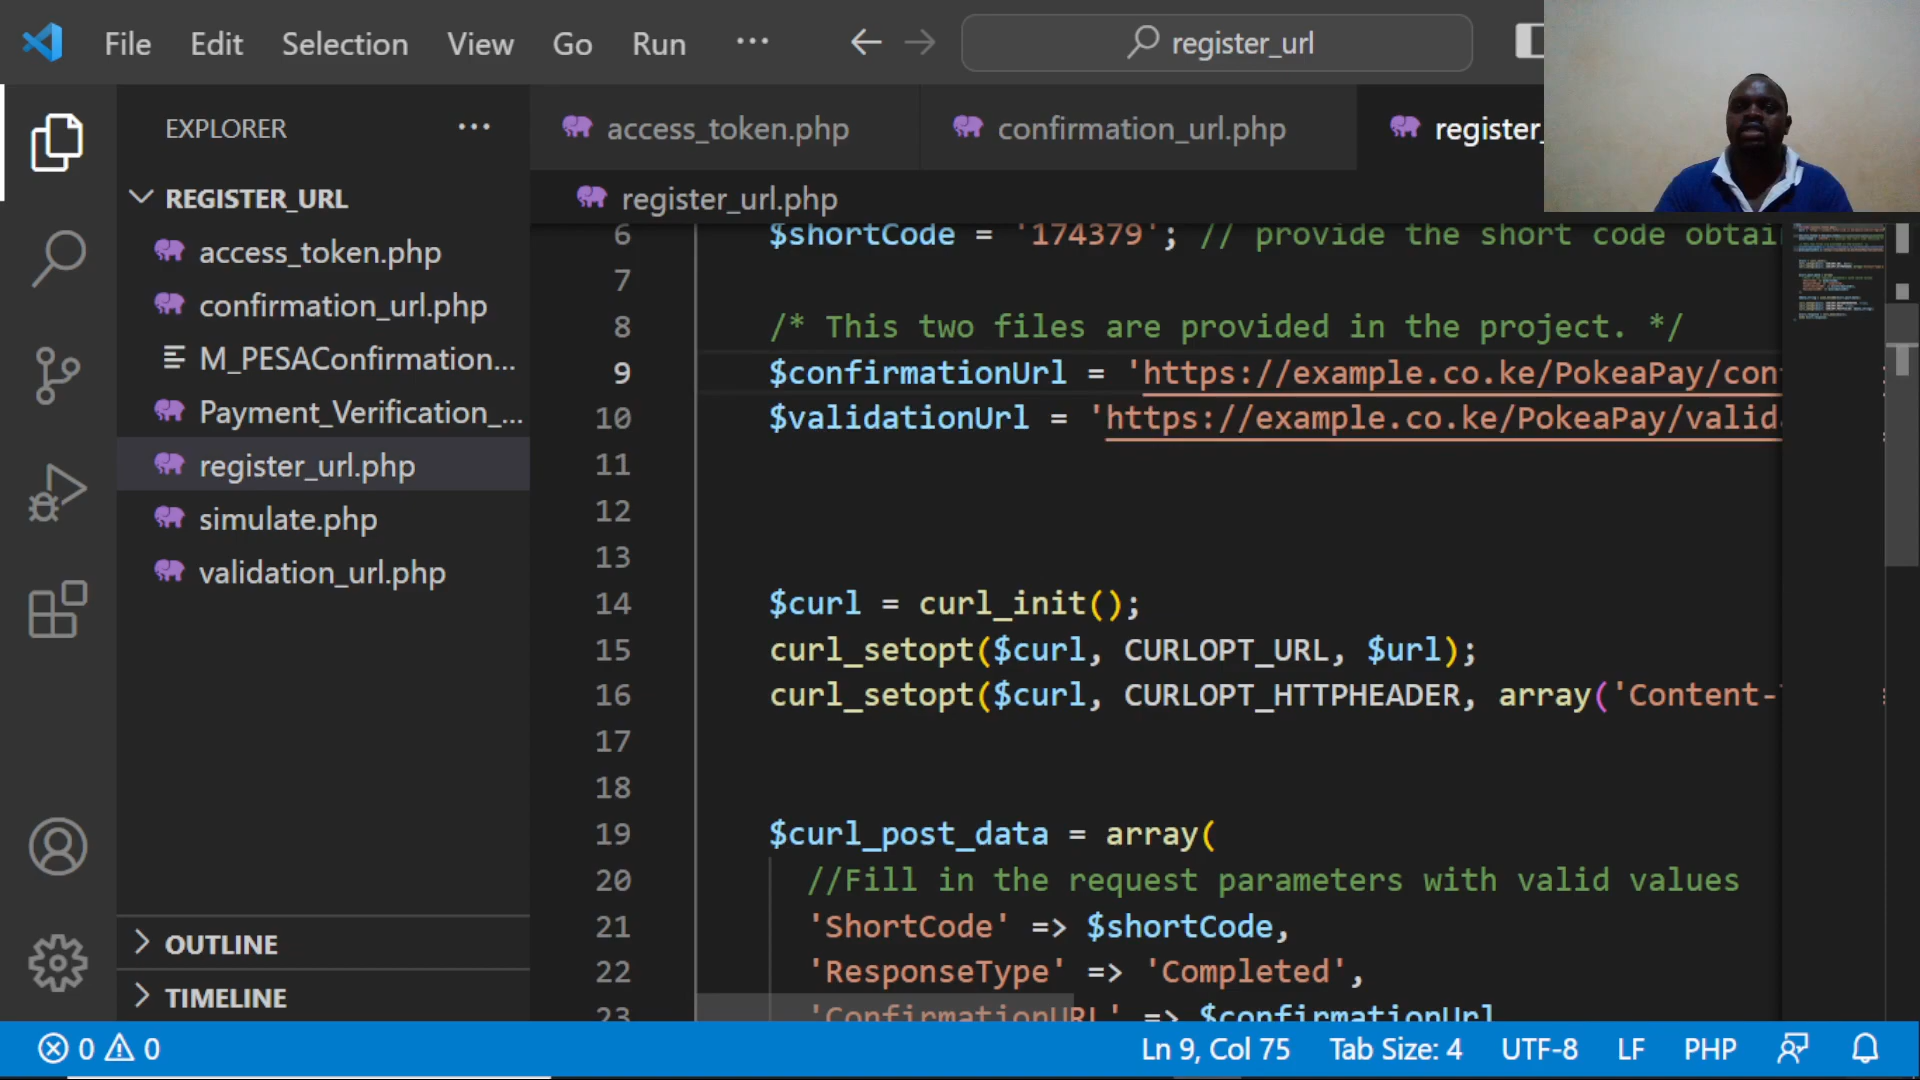 File Edit Selection View Go Run ··· register_url
EXPLORER ···
REGISTER_URL
access_token.php
confirmation_url.php
M_PESAConfirmation...
Payment_Verification_...
register_url.php
simulate.php
validation_url.php
OUTLINE
TIMELINE
access_token.php confirmation_url.php register_
register_url.php
6 $shortCode = '174379'; // provide the short code obtai
7
8 /* This two files are provided in the project. */
9 $confirmationUrl = 'https://example.co.ke/PokeaPay/con
10 $validationUrl = 'https://example.co.ke/PokeaPay/valid
11
12
13
14 $curl = curl_init();
15 curl_setopt($curl, CURLOPT_URL, $url);
16 curl_setopt($curl, CURLOPT_HTTPHEADER, array('Content-
17
18
19 $curl_post_data = array(
20 //Fill in the request parameters with valid values
21 'ShortCode' => $shortCode,
22 'ResponseType' => 'Completed',
23 'ConfirmationURL' => $confirmationUrl
0 0 Ln 9, Col 75 Tab Size: 4 UTF-8 LF PHP